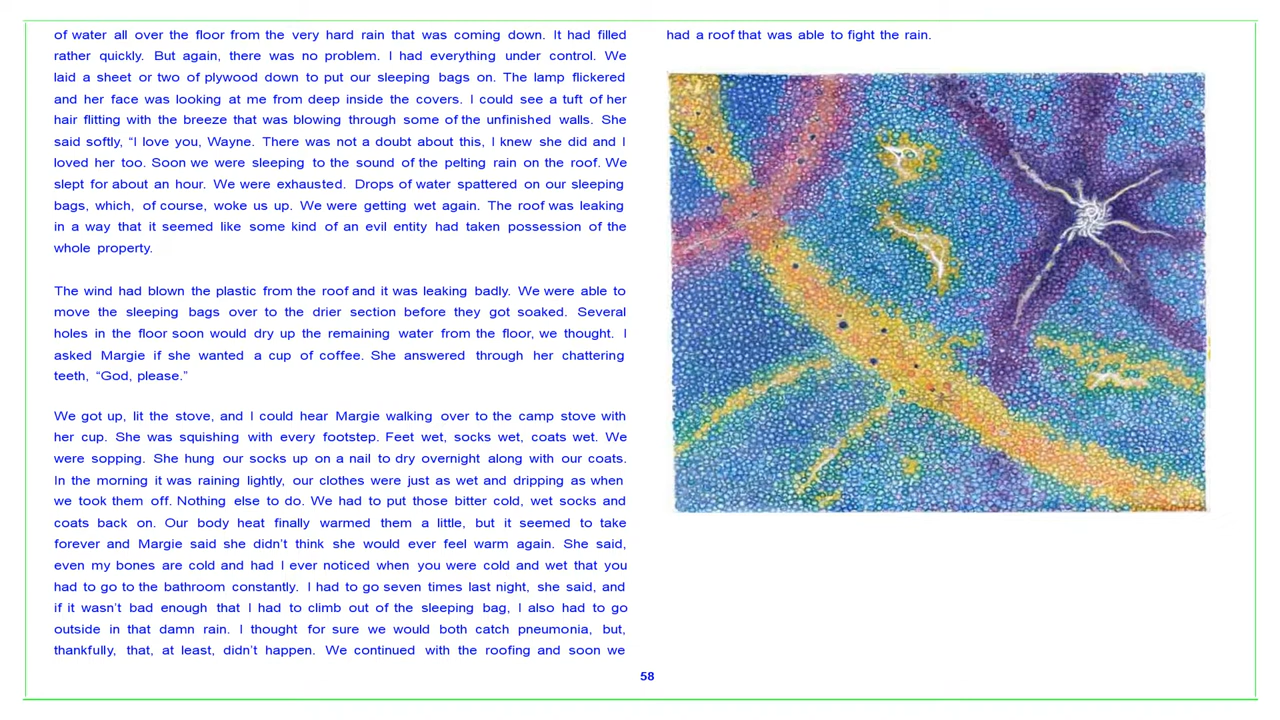 of water all over the floor from the very hard rain that was coming down. It had filled
rather quickly. But again, there was no problem. I had everything under control. We
laid a sheet or two of plywood down to put our sleeping bags on. The lamp flickered
and her face was looking at me from deep inside the covers. I could see a tuft of her
hair flitting with the breeze that was blowing through some of the unfinished walls. She
said softly, “I love you, Wayne. There was not a doubt about this, I knew she did and I
loved her too. Soon we were sleeping to the sound of the pelting rain on the roof. We
slept for about an hour. We were exhausted. Drops of water spattered on our sleeping
bags, which, of course, woke us up. We were getting wet again. The roof was leaking
in a way that it seemed like some kind of an evil entity had taken possession of the
whole property.
The wind had blown the plastic from the roof and it was leaking badly. We were able to
move the sleeping bags over to the drier section before they got soaked. Several
holes in the floor soon would dry up the remaining water from the floor, we thought. I
asked Margie if she wanted a cup of coffee. She answered through her chattering
teeth, “God, please.”
We got up, lit the stove, and I could hear Margie walking over to the camp stove with
her cup. She was squishing with every footstep. Feet wet, socks wet, coats wet. We
were sopping. She hung our socks up on a nail to dry overnight along with our coats.
In the morning it was raining lightly, our clothes were just as wet and dripping as when
we took them off. Nothing else to do. We had to put those bitter cold, wet socks and
coats back on. Our body heat finally warmed them a little, but it seemed to take
forever and Margie said she didn’t think she would ever feel warm again. She said,
even my bones are cold and had I ever noticed when you were cold and wet that you
had to go to the bathroom constantly. I had to go seven times last night, she said, and
if it wasn’t bad enough that I had to climb out of the sleeping bag, I also had to go
outside in that damn rain. I thought for sure we would both catch pneumonia, but,
thankfully, that, at least, didn’t happen. We continued with the roofing and soon we
had a roof that was able to fight the rain.
58